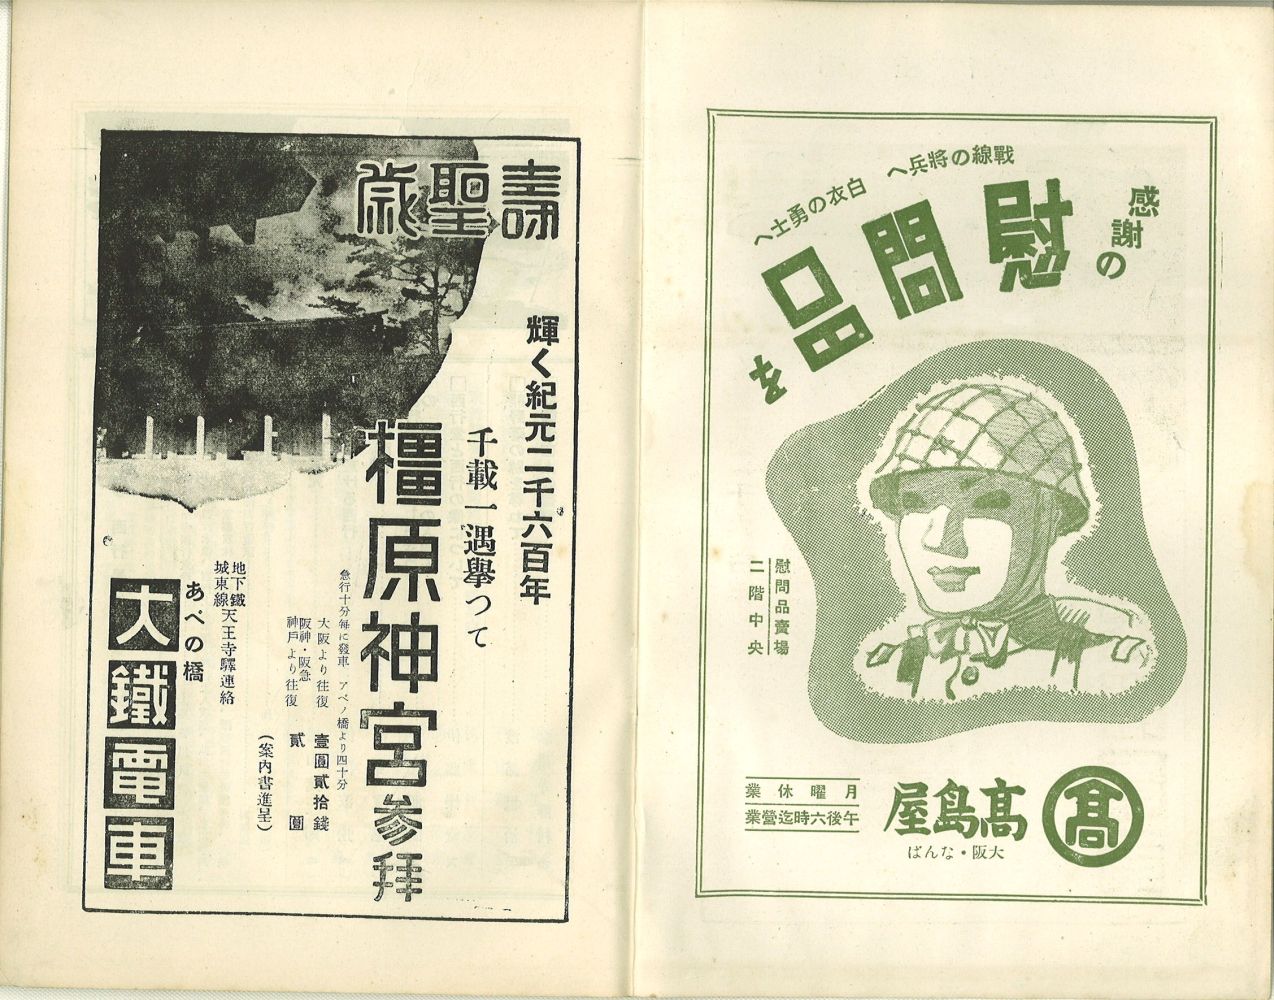 感謝の
慰問品を
戰線の將兵へ
白衣の勇士へ
慰問品賣場
二階中央
髙
髙島屋
大阪・なんば
月曜休業
午後六時迄營業
壽聖歳
輝く紀元二千六百年
千載一遇擧つて
橿原神宮参拜
急行十分每に發車 アベノ橋より四十分
大阪より往復 壹圓貳拾錢
阪神・阪急
神戶より往復 貳圓
(案內書進呈)
地下鐵
城東線
天王寺驛連絡
あべの橋
大鐵電車